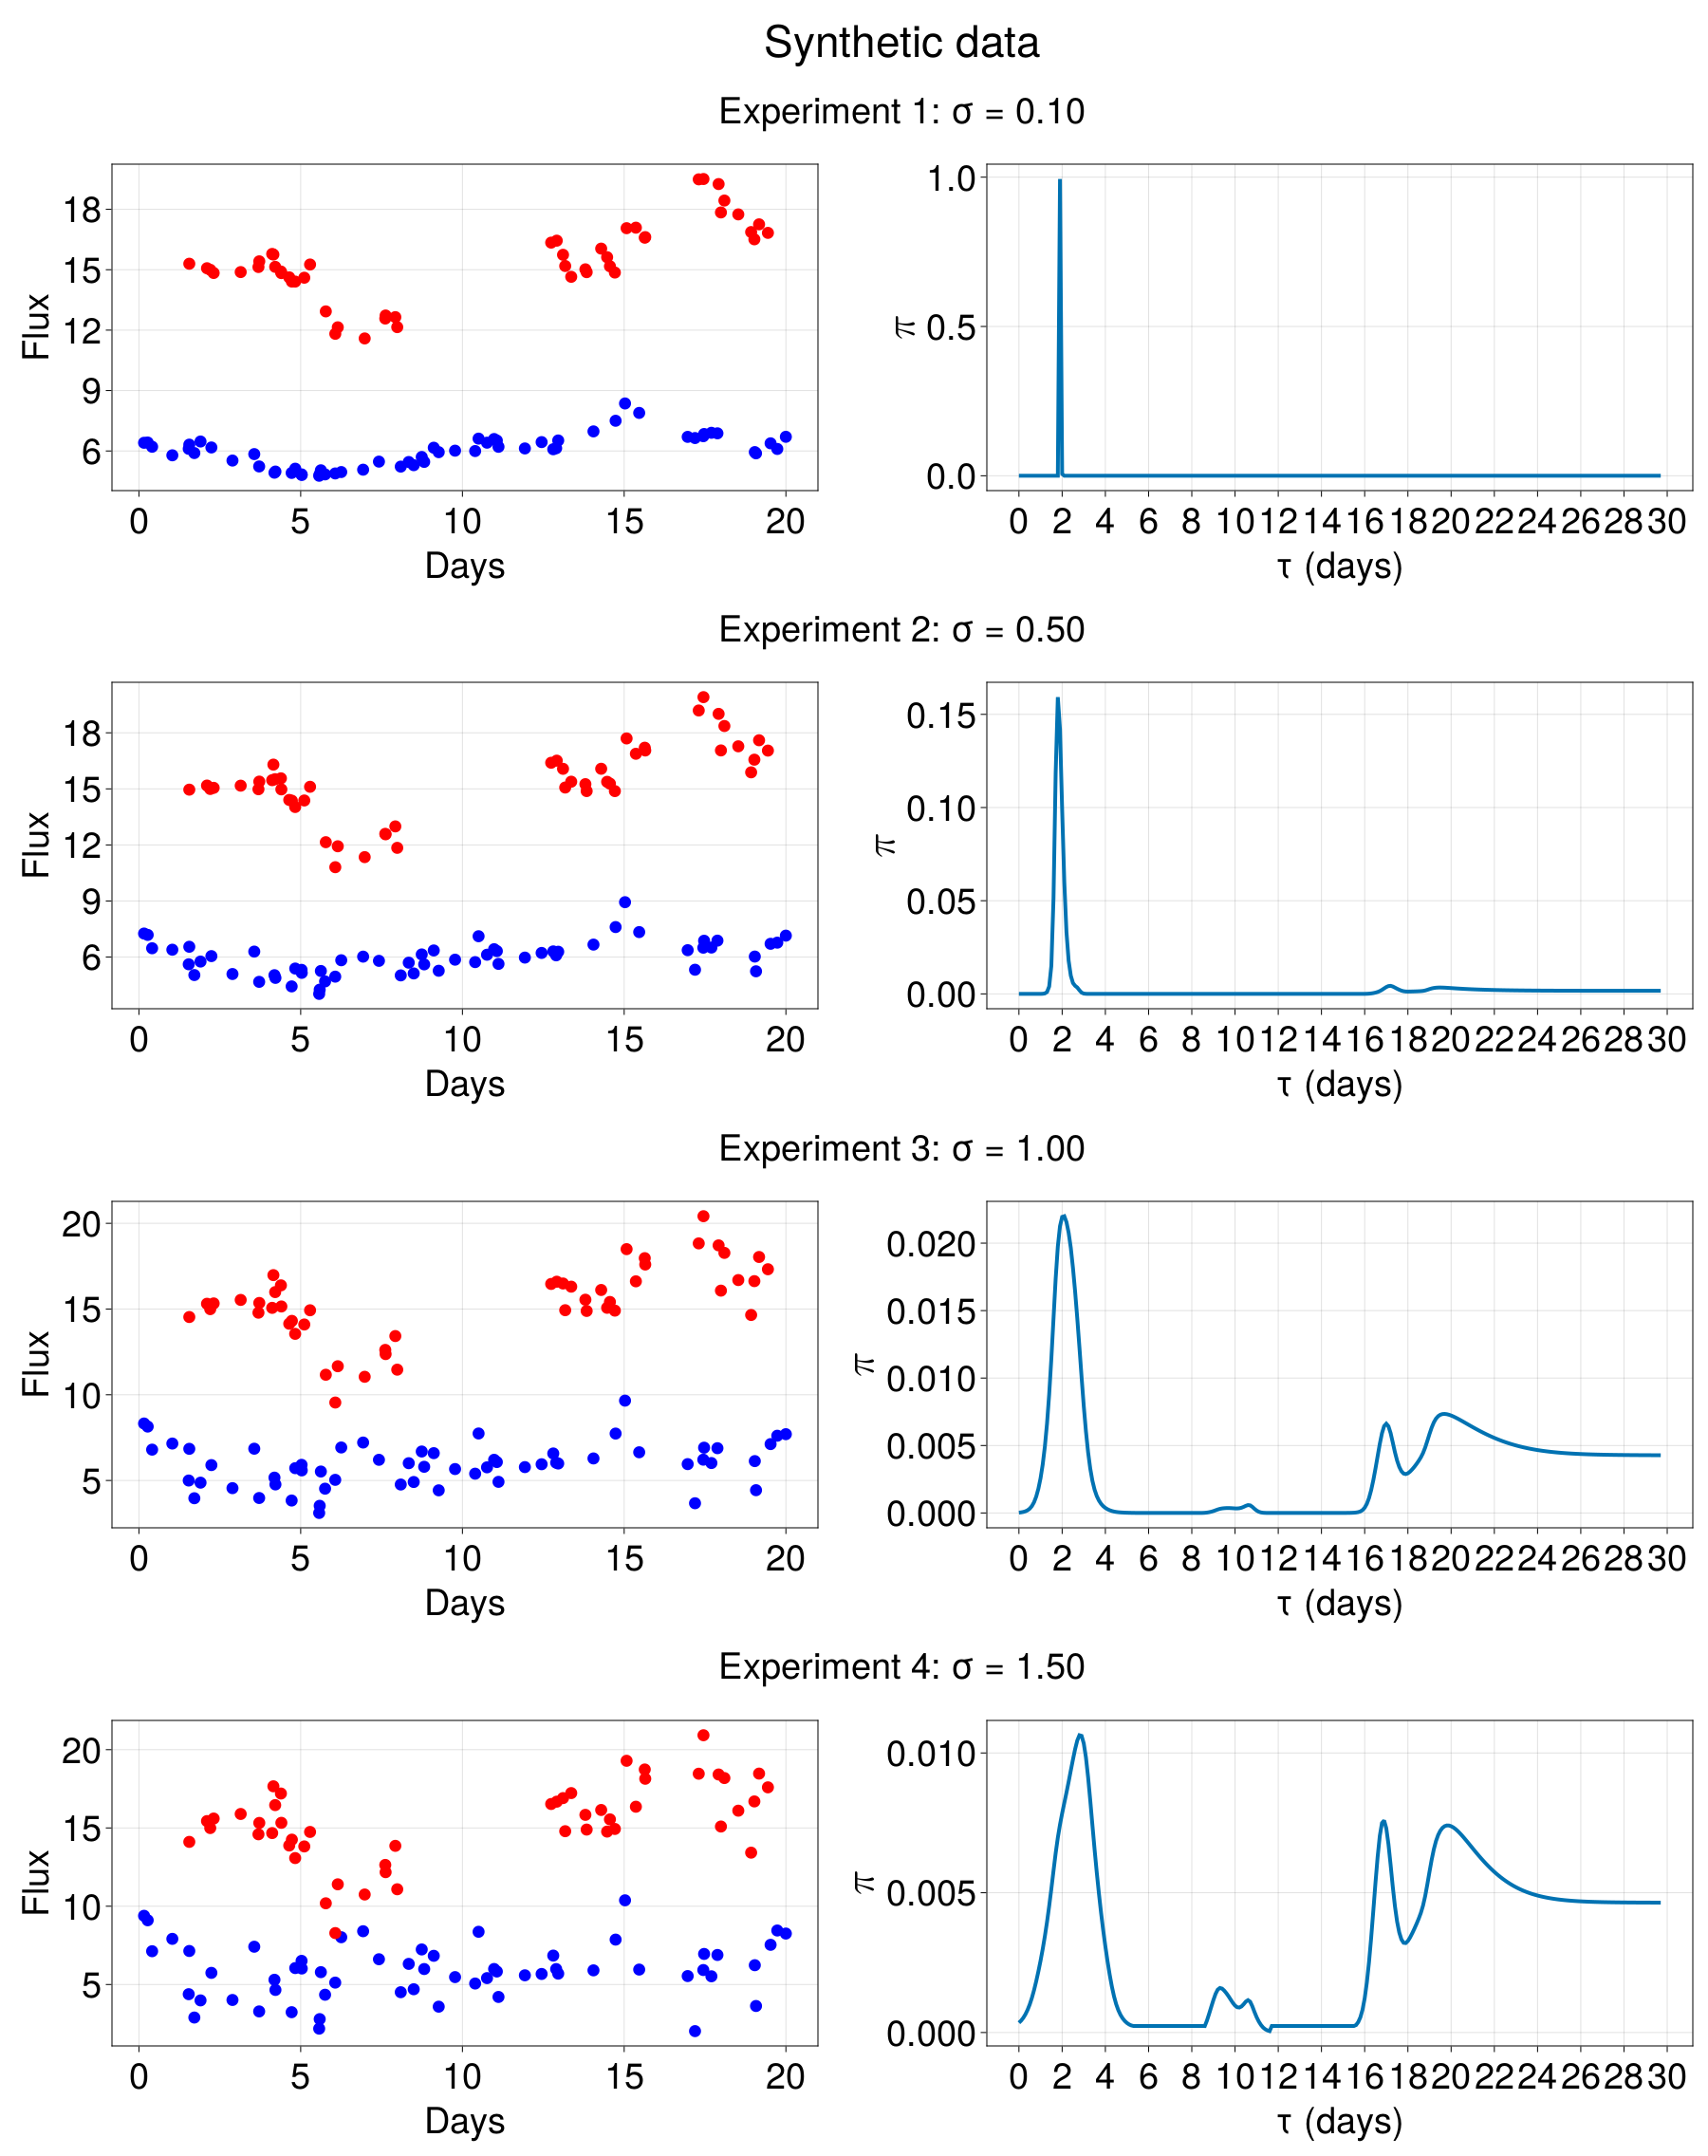 Synthetic data
Experiment 1: σ = 0.10
Flux
18
15
12
9
6
0 5 10 15 20
Days
π
1.0
0.5
0.0
0 2 4 6 8 10 12 14 16 18 20 22 24 26 28 30
τ (days)
Experiment 2: σ = 0.50
Flux
18
15
12
9
6
0 5 10 15 20
Days
π
0.15
0.10
0.05
0.00
0 2 4 6 8 10 12 14 16 18 20 22 24 26 28 30
τ (days)
Experiment 3: σ = 1.00
Flux
20
15
10
5
0 5 10 15 20
Days
π
0.020
0.015
0.010
0.005
0.000
0 2 4 6 8 10 12 14 16 18 20 22 24 26 28 30
τ (days)
Experiment 4: σ = 1.50
Flux
20
15
10
5
0 5 10 15 20
Days
π
0.010
0.005
0.000
0 2 4 6 8 10 12 14 16 18 20 22 24 26 28 30
τ (days)